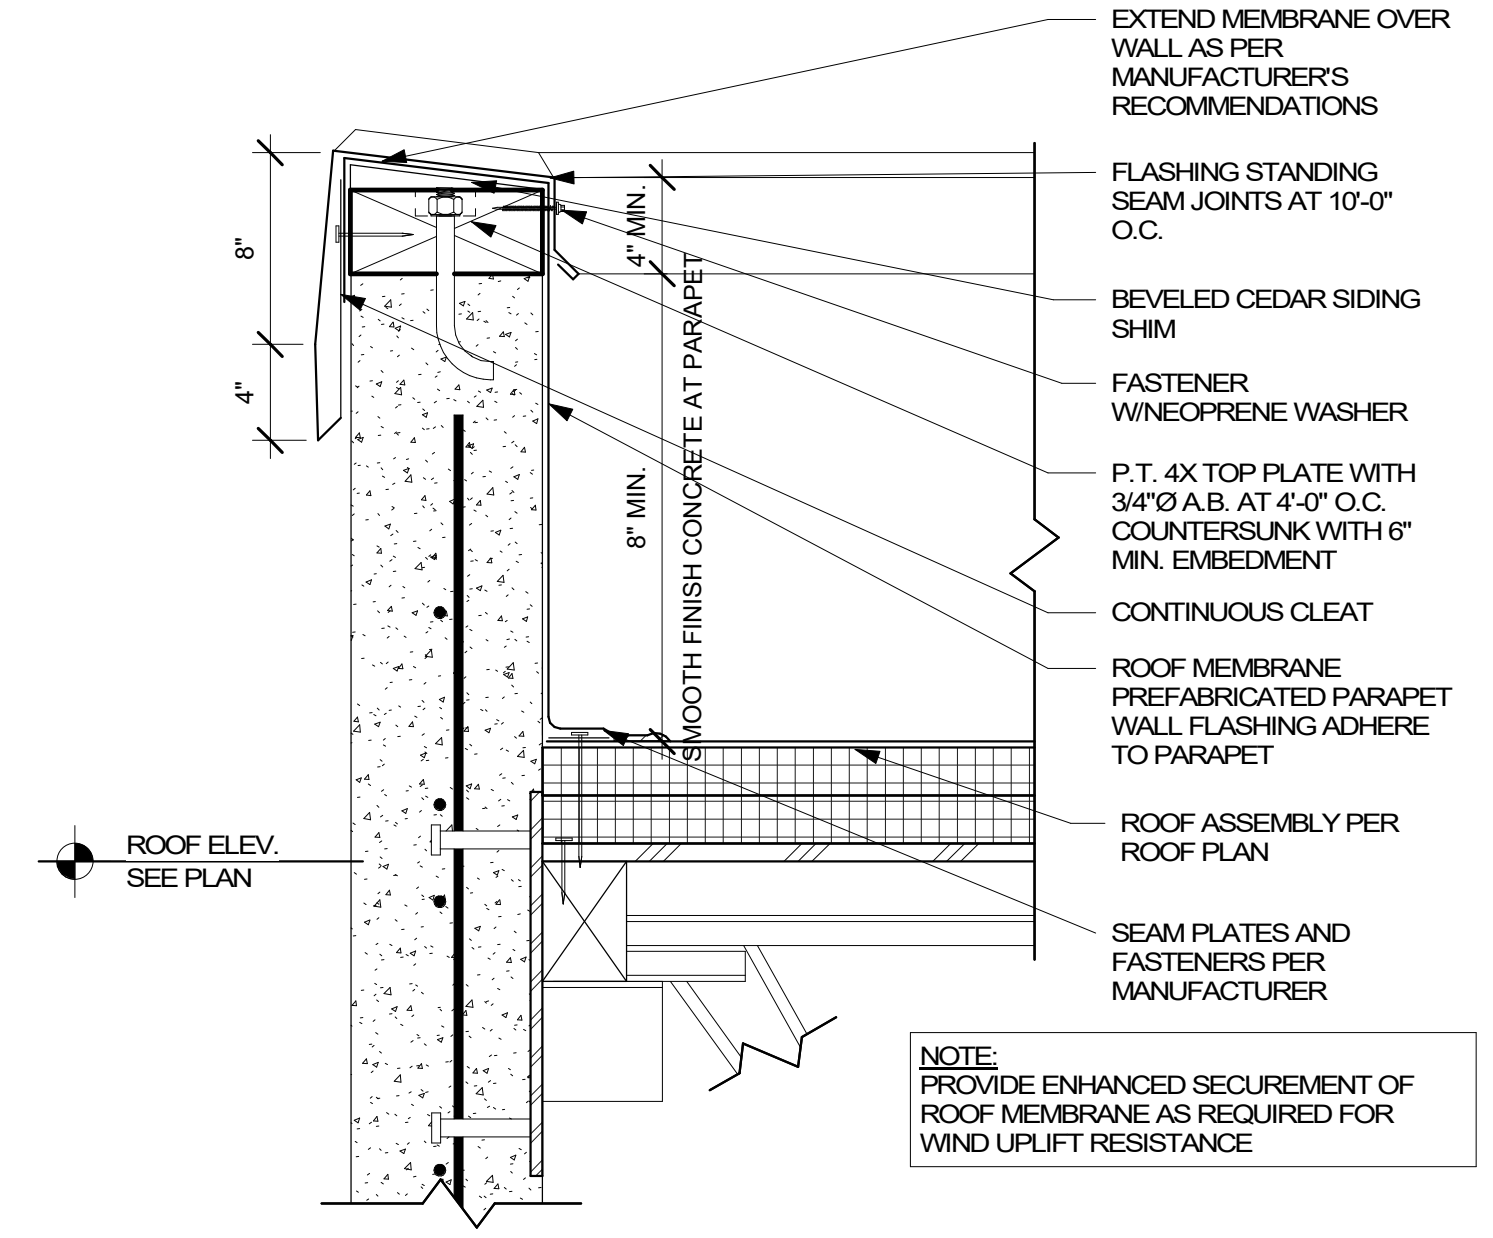 EXTEND MEMBRANE OVER
WALL AS PER
MANUFACTURER'S
RECOMMENDATIONS
FLASHING STANDING
SEAM JOINTS AT 10'-0"
O.C.
BEVELED CEDAR SIDING
SHIM
FASTENER
W/NEOPRENE WASHER
P.T. 4X TOP PLATE WITH
3/4"Ø A.B. AT 4'-0" O.C.
COUNTERSUNK WITH 6"
MIN. EMBEDMENT
CONTINUOUS CLEAT
ROOF MEMBRANE
PREFABRICATED PARAPET
WALL FLASHING ADHERE
TO PARAPET
ROOF ASSEMBLY PER
ROOF PLAN
SEAM PLATES AND
FASTENERS PER
MANUFACTURER
NOTE:
PROVIDE ENHANCED SECUREMENT OF
ROOF MEMBRANE AS REQUIRED FOR
WIND UPLIFT RESISTANCE
8"
4"
4" MIN.
8" MIN.
SMOOTH FINISH CONCRETE AT PARAPET
ROOF ELEV.
SEE PLAN